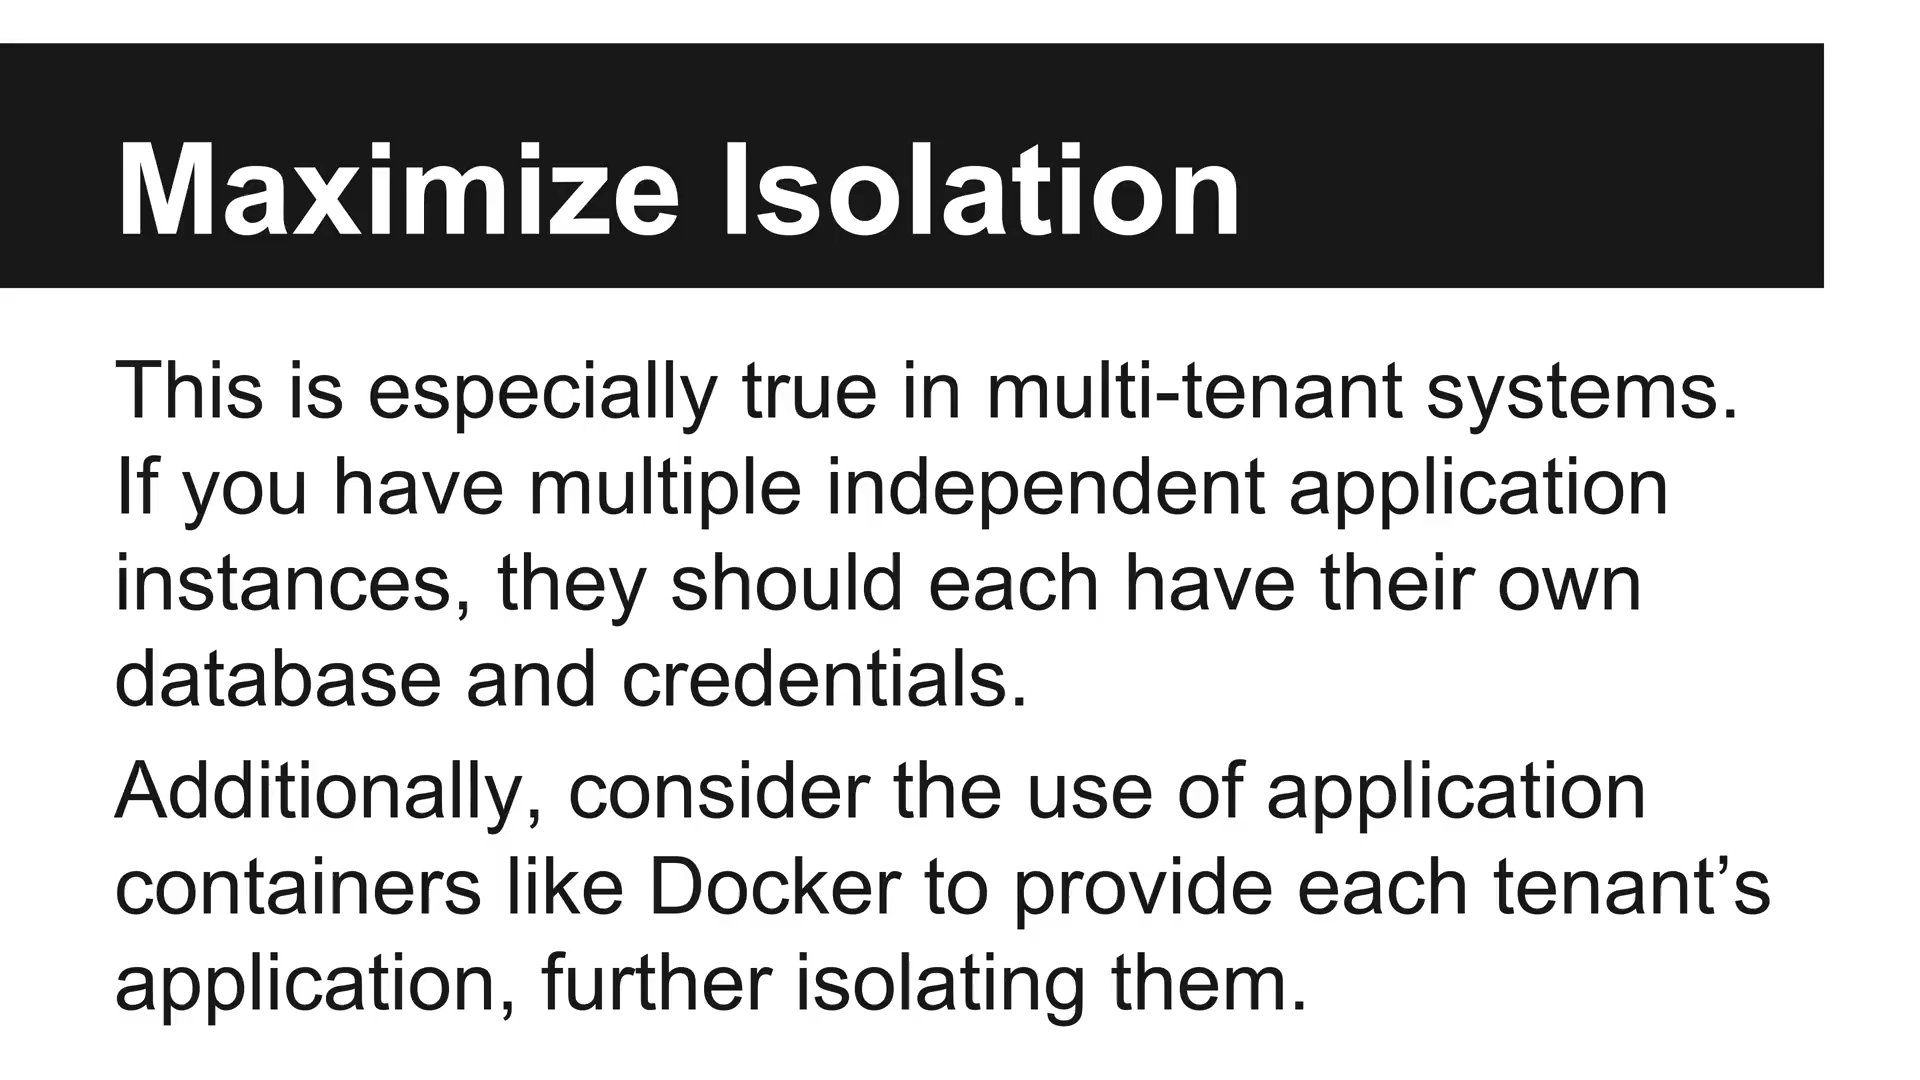 Maximize Isolation
This is especially true in multi-tenant systems.
If you have multiple independent application
instances, they should each have their own
database and credentials.
Additionally, consider the use of application
containers like Docker to provide each tenant’s
application, further isolating them.